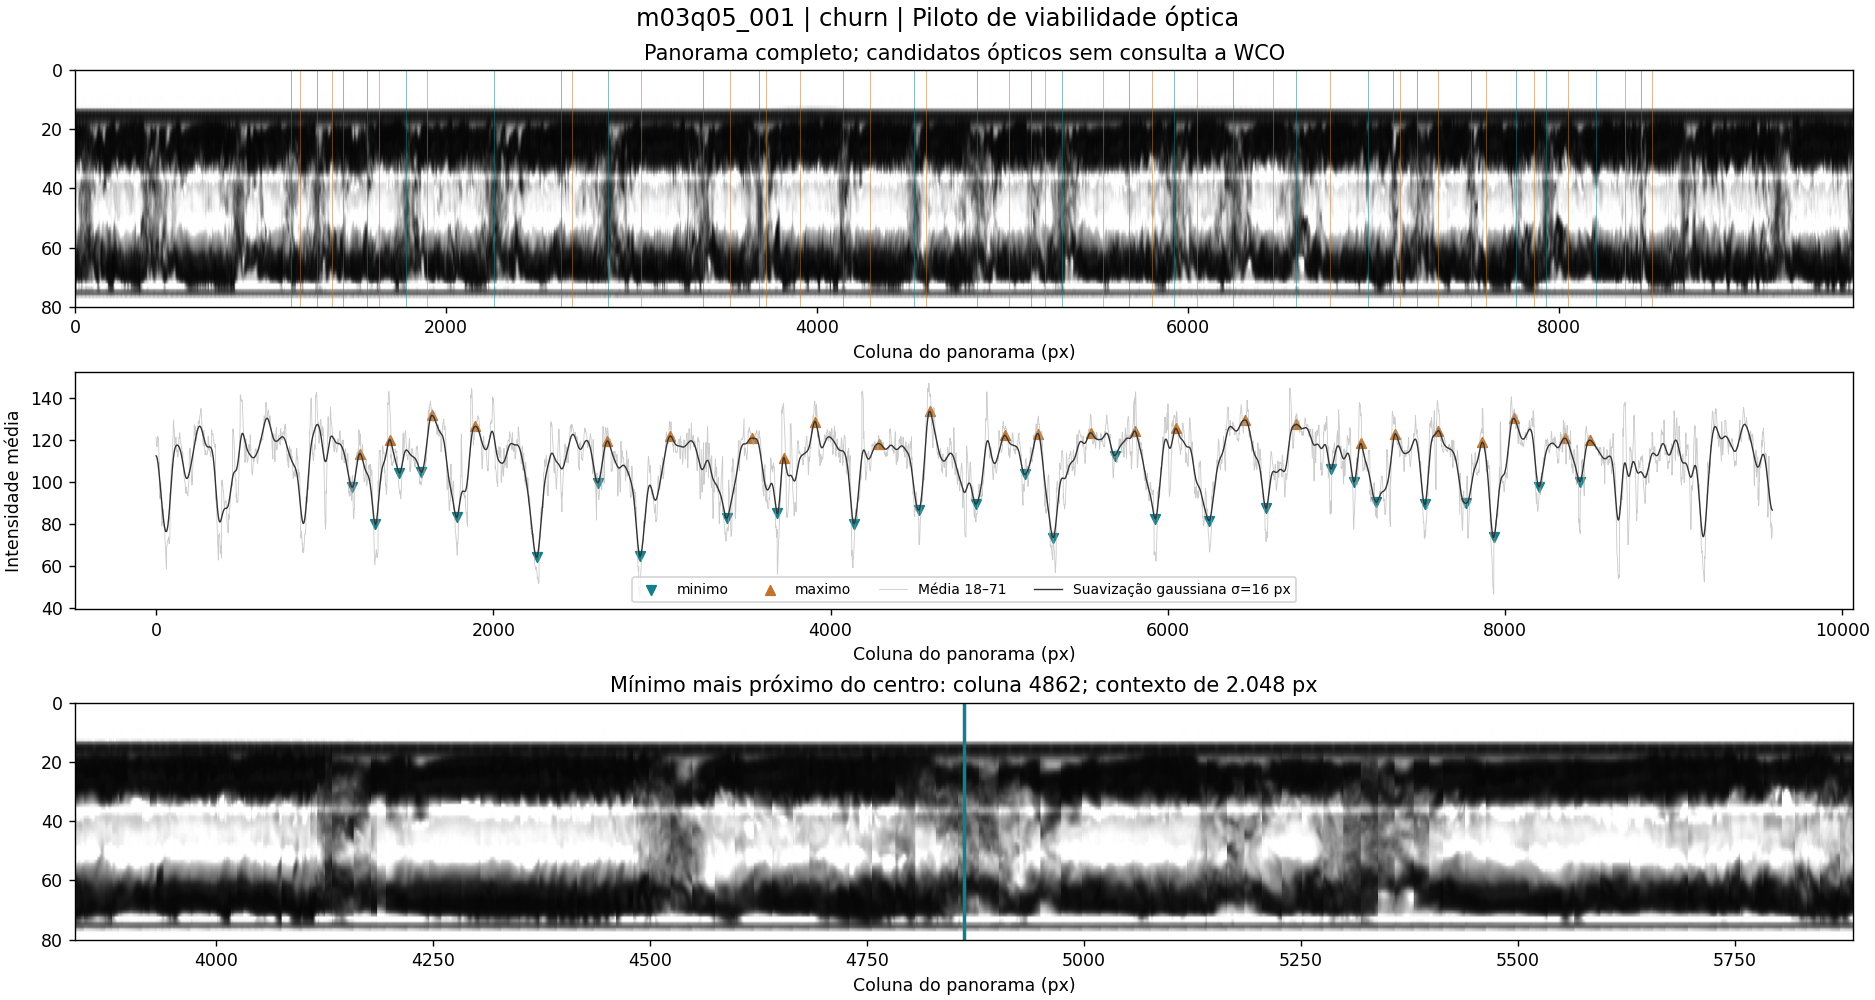 m03q05_001 | churn | Piloto de viabilidade óptica
Panorama completo; candidatos ópticos sem consulta a WCO
0
20
40
60
80
0 2000 4000 6000 8000
Coluna do panorama (px)
Intensidade média
140
120
100
80
60
40
minimo maximo Média 18–71 Suavização gaussiana σ=16 px
0 2000 4000 6000 8000 10000
Coluna do panorama (px)
Mínimo mais próximo do centro: coluna 4862; contexto de 2.048 px
0
20
40
60
80
4000 4250 4500 4750 5000 5250 5500 5750
Coluna do panorama (px)